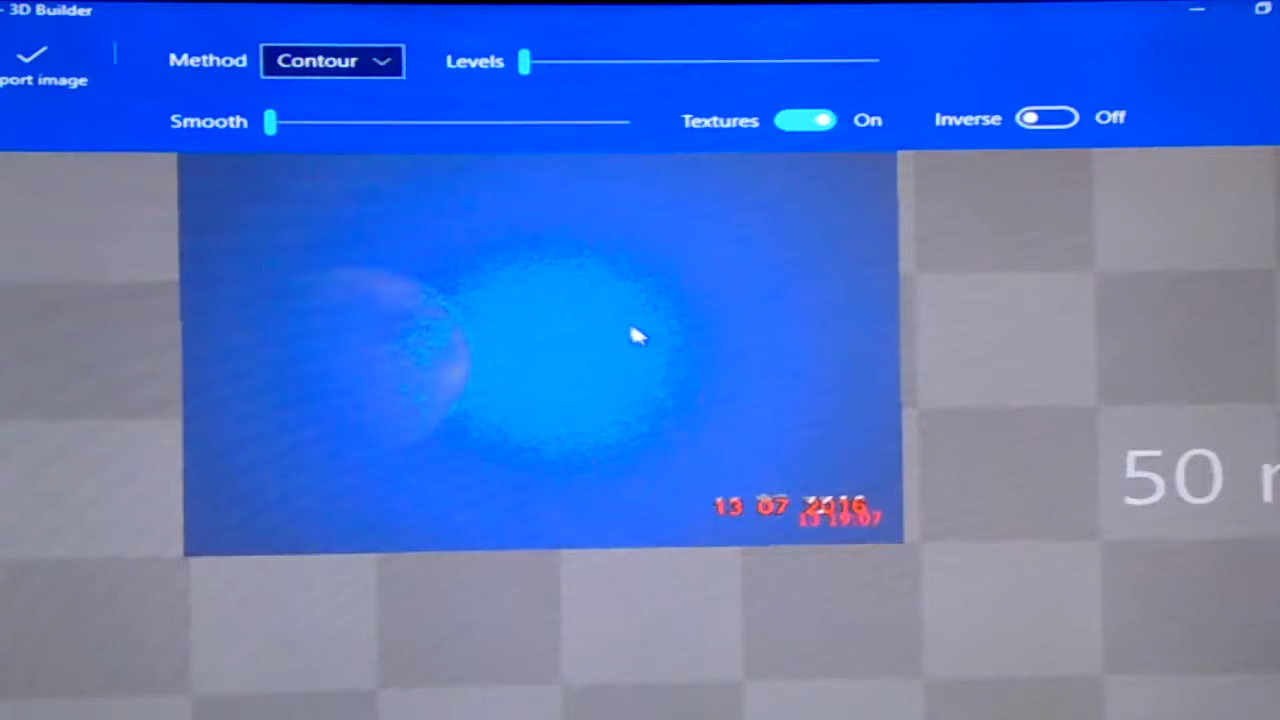 - 3D Builder
port image
Method Contour Levels
Smooth Textures On Inverse Off
50
13 07 2016
13 19:07